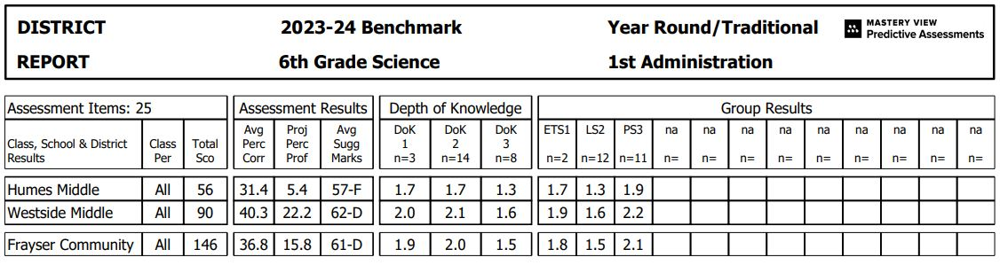 DISTRICT 2023-24 Benchmark Year Round/Traditional MASTERY VIEW
Predictive Assessments
REPORT 6th Grade Science 1st Administration
Assessment Items: 25 Assessment Results Depth of Knowledge Group Results
Class, School & District Results Class Per Total Sco Avg Perc Corr Proj Perc Prof Avg Sugg Marks DoK 1 n=3 DoK 2 n=14 DoK 3 n=8 ETS1 n=2 LS2 n=12 PS3 n=11 na n= na n= na n= na n= na n= na n= na n= na n= na n=
Humes Middle All 56 31.4 5.4 57-F 1.7 1.7 1.3 1.7 1.3 1.9
Westside Middle All 90 40.3 22.2 62-D 2.0 2.1 1.6 1.9 1.6 2.2
Frayser Community All 146 36.8 15.8 61-D 1.9 2.0 1.5 1.8 1.5 2.1